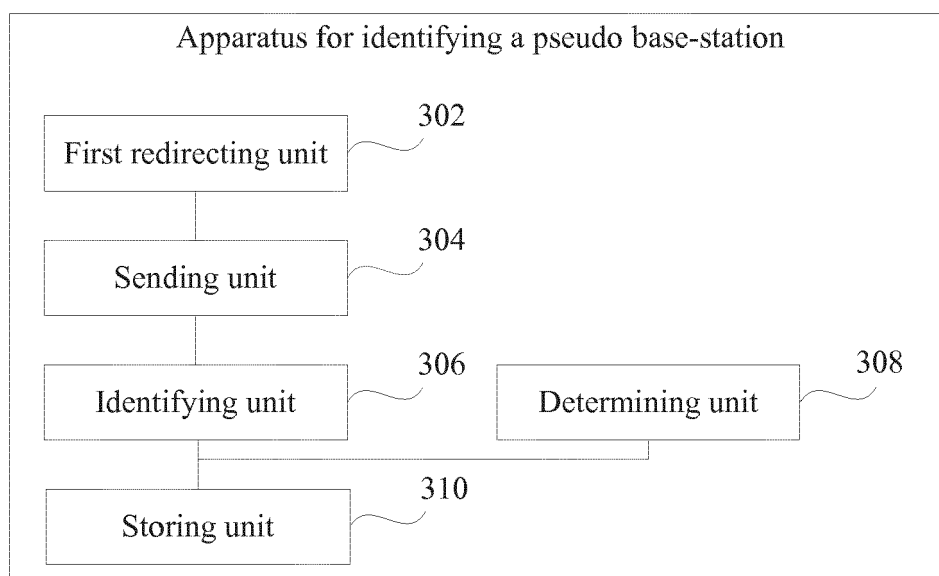 Apparatus for identifying a pseudo base-station
302
First redirecting unit
304
Sending unit
306
Identifying unit
308
Determining unit
310
Storing unit